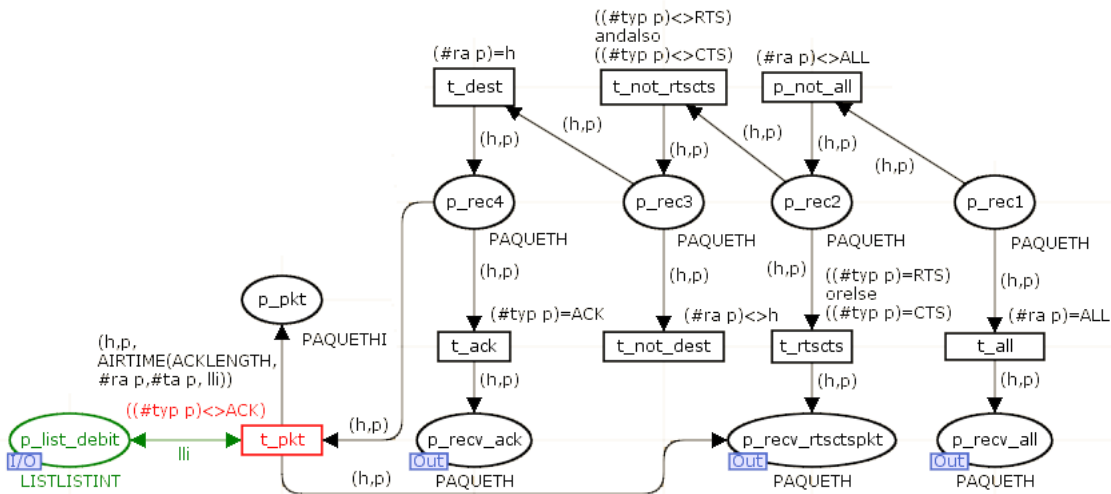 ((#typ p)<>RTS)
andalso
((#typ p)<>CTS)
(#ra p)=h
(#ra p)<>ALL
t_dest
t_not_rtscts
p_not_all
(h,p)
(h,p)
(h,p)
(h,p)
(h,p)
(h,p)
p_rec4
p_rec3
p_rec2
p_rec1
PAQUETH
PAQUETH
PAQUETH
PAQUETH
(h,p)
(h,p)
(h,p)
(h,p)
((#typ p)=RTS)
orelse
((#typ p)=CTS)
p_pkt
PAQUETHI
(#typ p)=ACK
(#ra p)<>h
(#ra p)=ALL
t_ack
t_not_dest
t_rtscts
t_all
(h,p,
AIRTIME(ACKLENGTH,
#ra p,#ta p, lli))
(h,p)
(h,p)
(h,p)
((#typ p)<>ACK)
p_list_debit
I/O
LISTLISTINT
lli
t_pkt
(h,p)
p_recv_ack
Out
PAQUETH
p_recv_rtsctspkt
Out
PAQUETH
p_recv_all
Out
PAQUETH
(h,p)